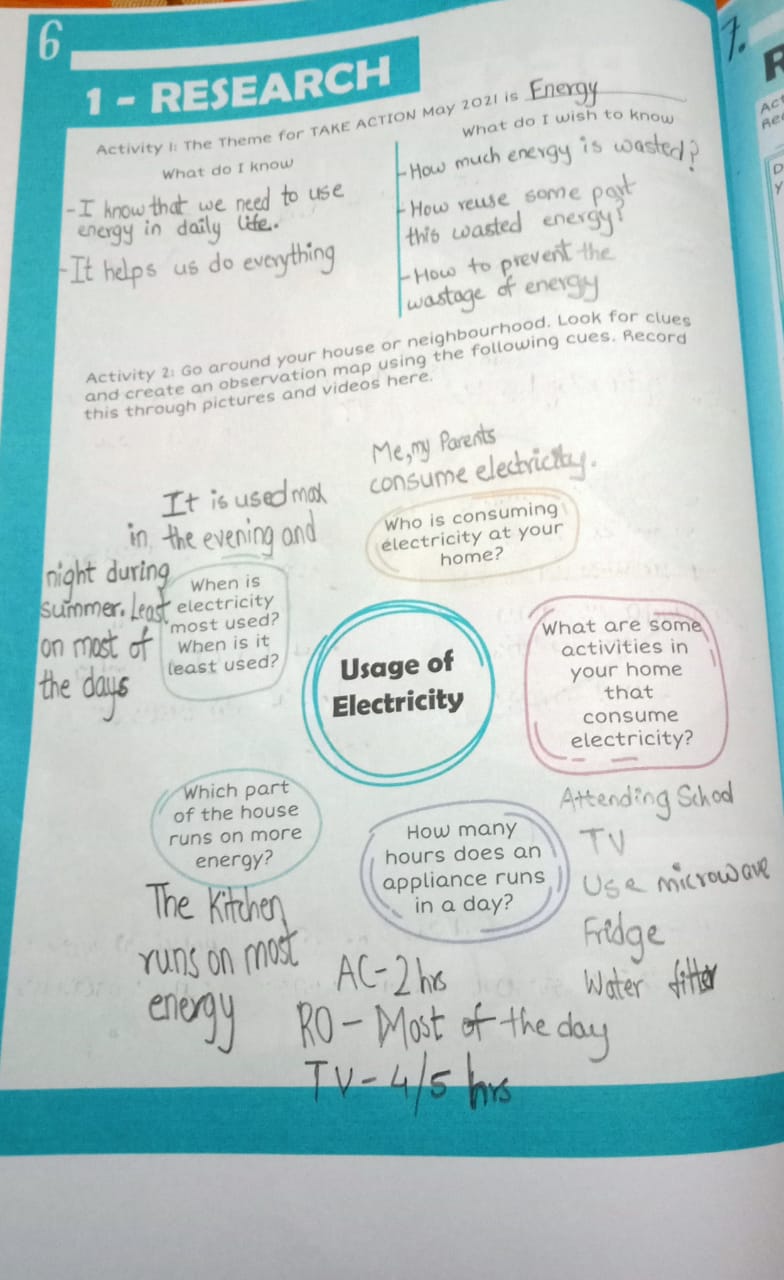 6
1 - RESEARCH
Activity 1: The Theme for TAKE ACTION May 2021 is Energy
What do I know
-I know that we need to use
energy in daily life.
-It helps us do everything
What do I wish to know
-How much energy is wasted?
-How reuse some part
this wasted energy?
-How to prevent the
wastage of energy
Activity 2: Go around your house or neighbourhood. Look for clues
and create an observation map using the following cues. Record
this through pictures and videos here.
Me, my Parents
consume electricity.
Who is consuming
electricity at your
home?
It is used max
in the evening and
night during
summer. Least
on most of
the days
When is
electricity
most used?
When is it
least used?
Usage of
Electricity
What are some
activities in
your home
that
consume
electricity?
Attending School
TV
Use microwave
Fridge
Water filter
Which part
of the house
runs on more
energy?
The Kitchen
runs on most
energy
How many
hours does an
appliance runs
in a day?
AC-2 hrs
RO - Most of the day
TV - 4/5 hrs
7.
R